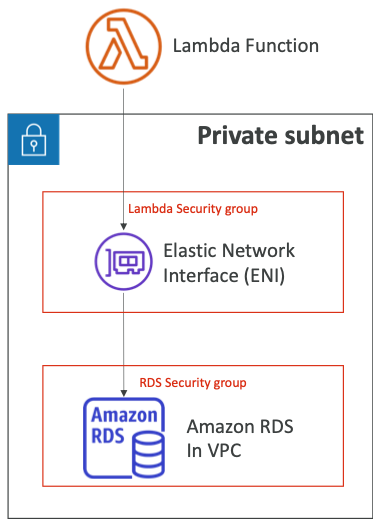 Lambda Function
Private subnet
Lambda Security group
Elastic Network
Interface (ENI)
RDS Security group
Amazon
RDS
Amazon RDS
In VPC